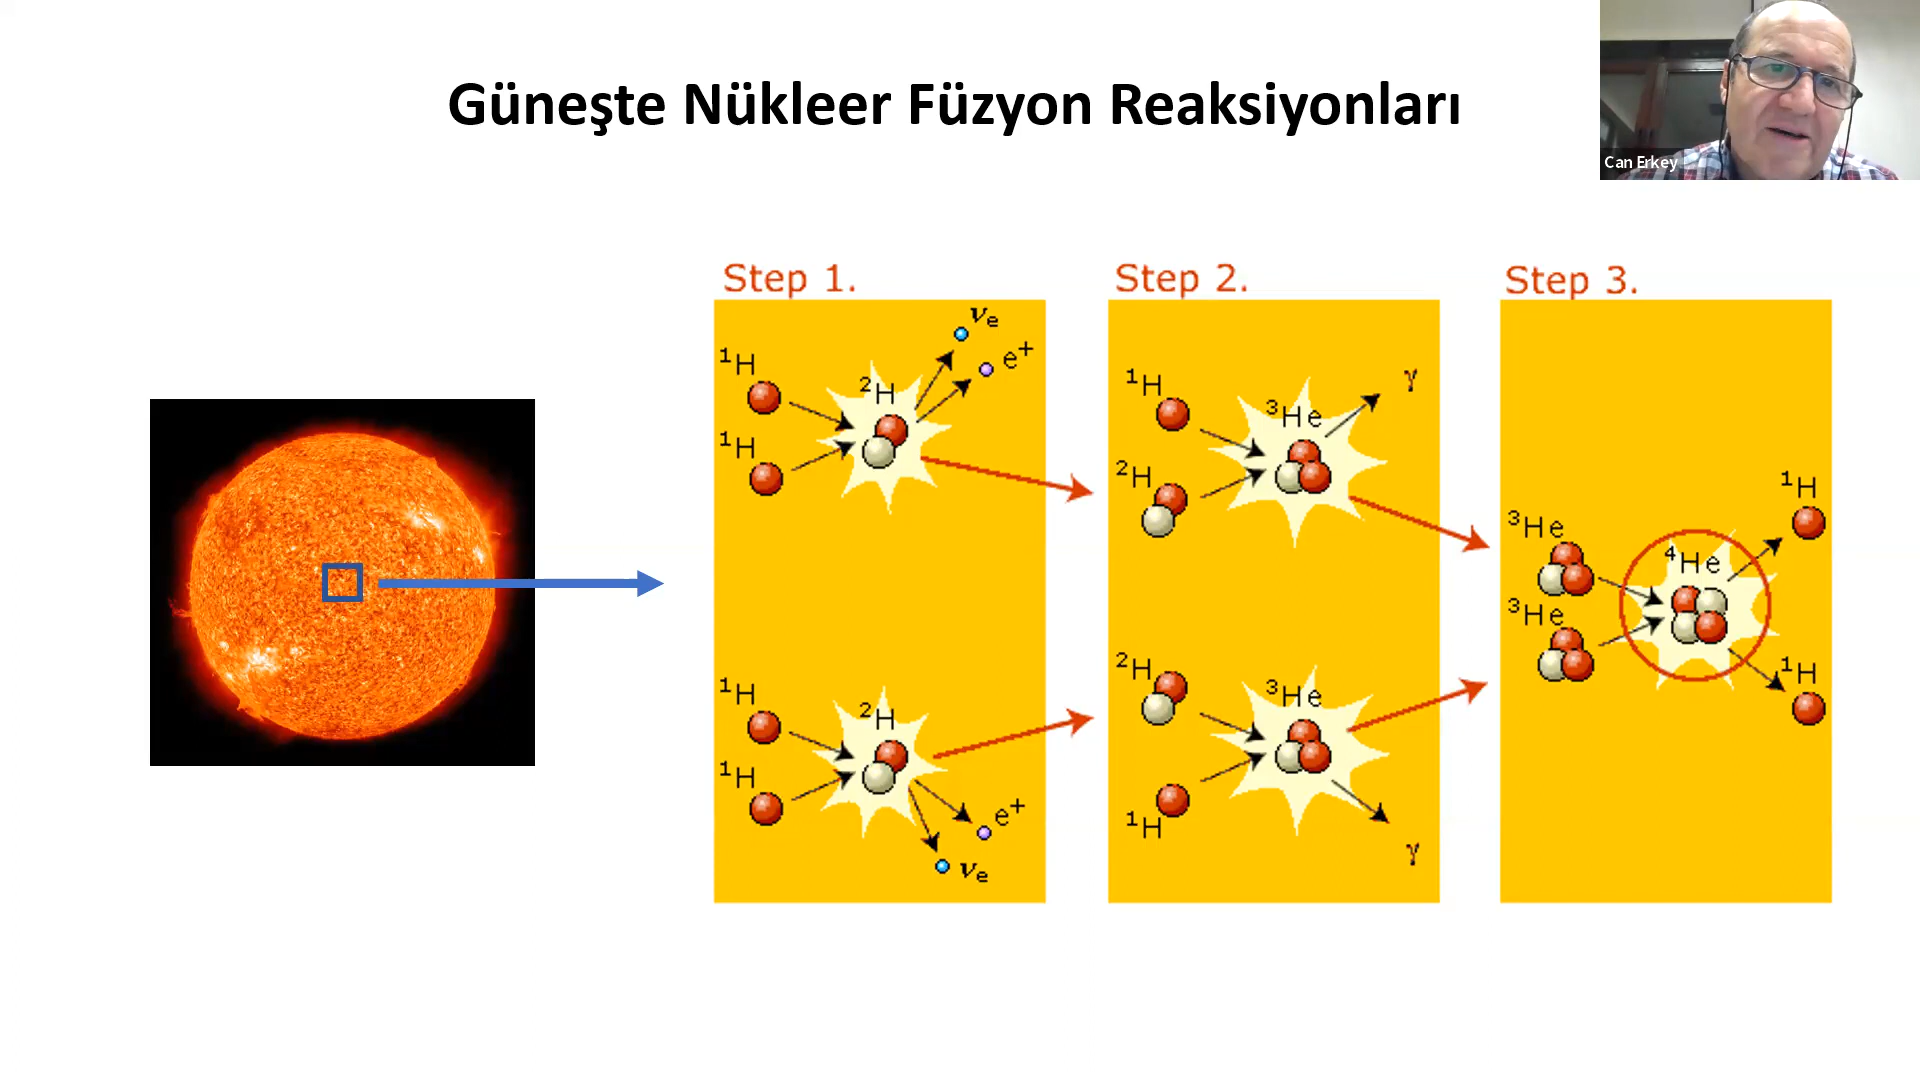 Güneşte Nükleer Füzyon Reaksiyonları
Can Erkey
Step 1.
¹H
¹H
²H
νe
e⁺
¹H
¹H
²H
e⁺
νe
Step 2.
¹H
²H
³He
γ
²H
¹H
³He
γ
Step 3.
³He
³He
⁴He
¹H
¹H